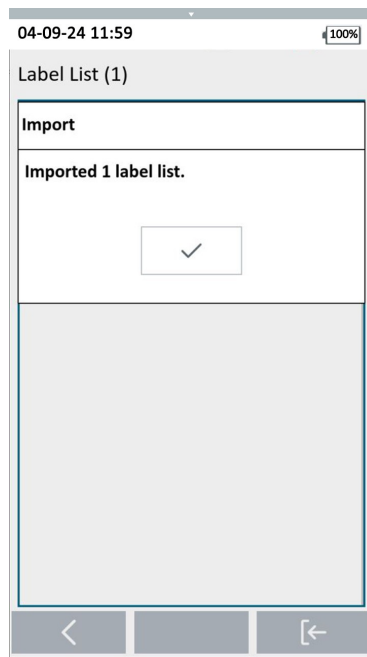 04-09-24 11:59
100%
Label List (1)
Import
Imported 1 label list.